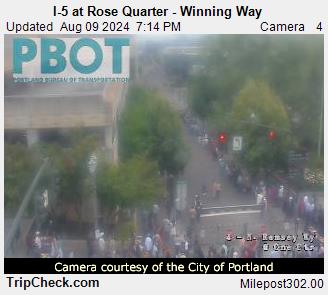 I-5 at Rose Quarter - Winning Way
Updated Aug 09 2024 7:14 PM Camera 4
PBOT
PORTLAND BUREAU OF TRANSPORTATION
Camera courtesy of the City of Portland
TripCheck.com Milepost302.00